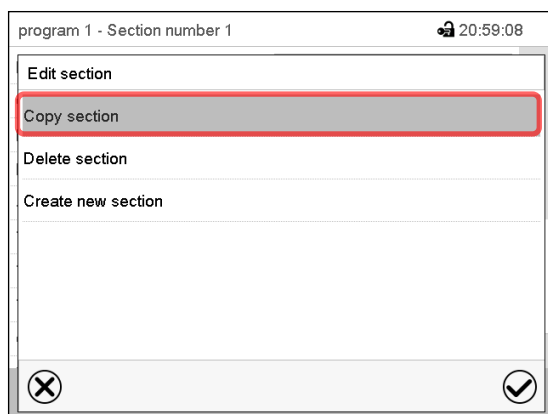 program 1 - Section number 1 20:59:08
Edit section
Copy section
Delete section
Create new section